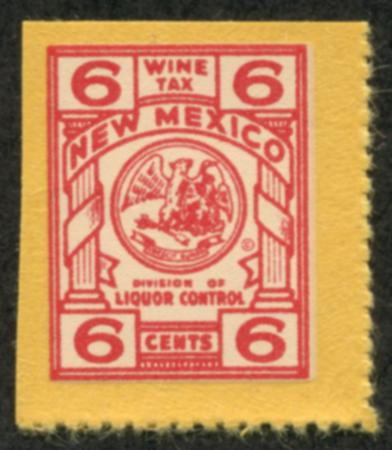 6 WINE 6
TAX
NEW MEXICO
©
DIVISION OF
LIQUOR CONTROL
6 CENTS 6